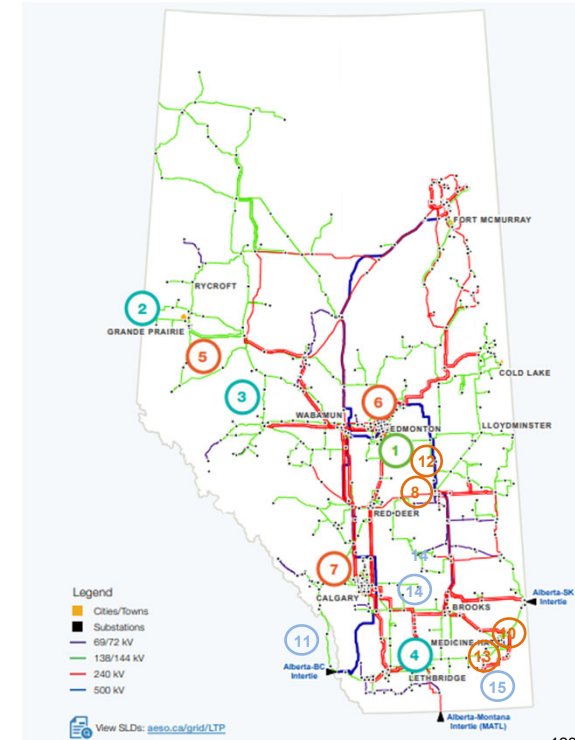 FORT MCMURRAY
RYCROFT
2
GRANDE PRAIRIE
5
COLD LAKE
3
6
WABAMUN
EDMONTON
LLOYDMINSTER
1
12
8
RED DEER
14
7
CALGARY
14
Alberta-SK
Intertie
BROOKS
11
10
MEDICINE HAT
4
13
Alberta-BC
Intertie
LETHBRIDGE
15
Alberta-Montana
Intertie (MATL)
Legend
Cities/Towns
Substations
69/72 kV
138/144 kV
240 kV
500 kV
View SLDs: aeso.ca/grid/LTP